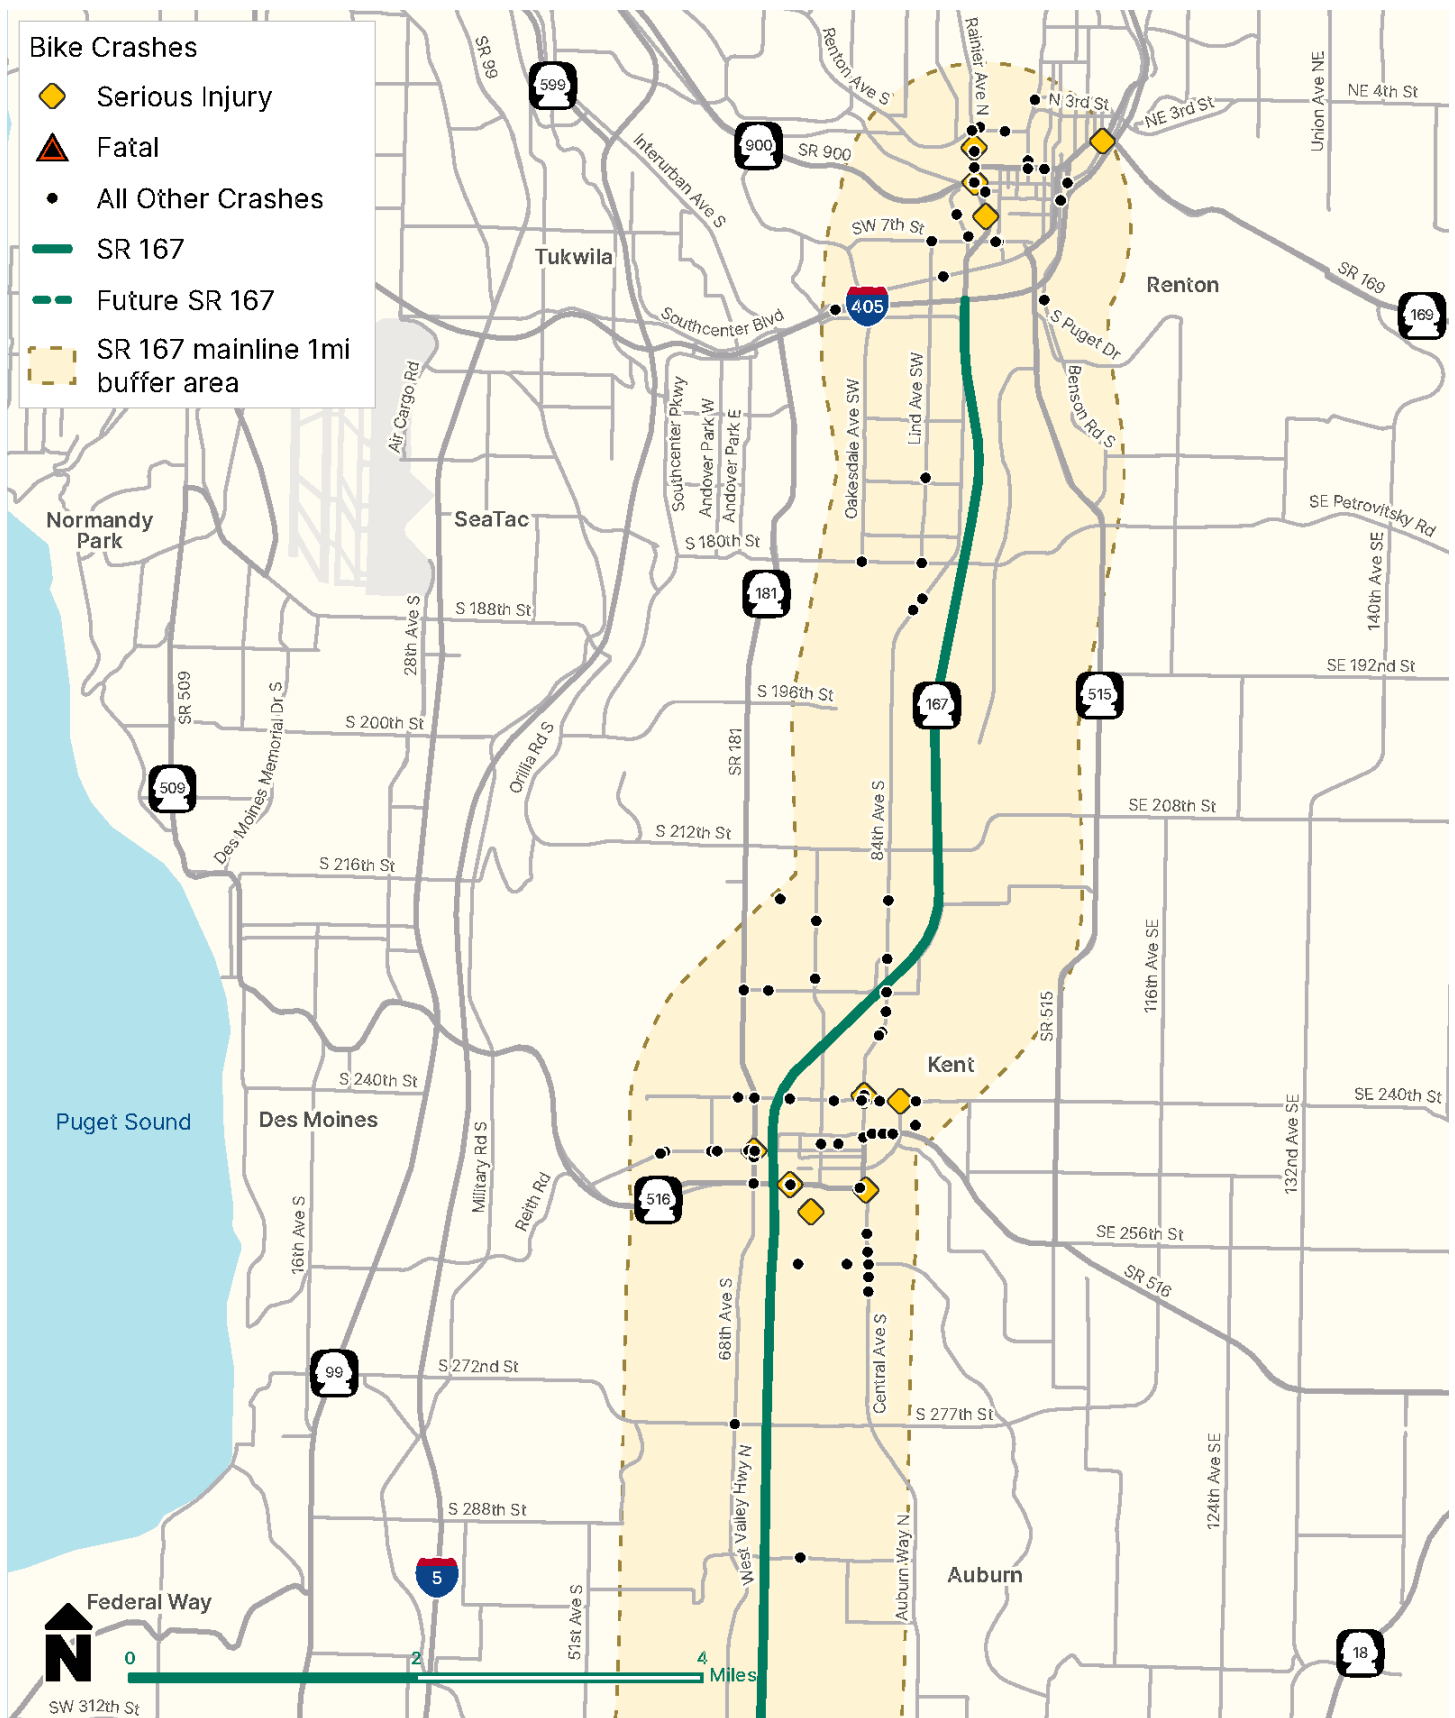 Bike Crashes
Serious Injury
Fatal
All Other Crashes
SR 167
Future SR 167
SR 167 mainline 1mi
buffer area
SR 99
599
Renton Ave S
Rainier Ave N
N 3rd St
NE 3rd St
Union Ave NE
NE 4th St
900
SR 900
Interurban Ave S
SW 7th St
Tukwila
Renton
SR 169
169
405
Southcenter Blvd
S Puget Dr
Air Cargo Rd
Southcenter Pkwy
Andover Park W
Andover Park E
Oakesdale Ave SW
Lind Ave SW
Benson Rd S
Normandy
Park
SeaTac
SE Petrovitsky Rd
S 180th St
140th Ave SE
181
28th Ave S
S 188th St
SE 192nd St
SR 509
Des Moines Memorial Dr S
S 196th St
167
515
S 200th St
Orillia Rd S
SR 181
509
84th Ave S
SE 208th St
S 212th St
S 216th St
116th Ave SE
SR 515
Kent
S 240th St
SE 240th St
Puget Sound
Des Moines
Military Rd S
132nd Ave SE
516
Reith Rd
16th Ave S
SE 256th St
SR 516
68th Ave S
Central Ave S
99
S 272nd St
S 277th St
124th Ave SE
West Valley Hwy N
S 288th St
Auburn Way N
5
Auburn
Federal Way
51st Ave S
N
0
2
4
Miles
18
SW 312th St